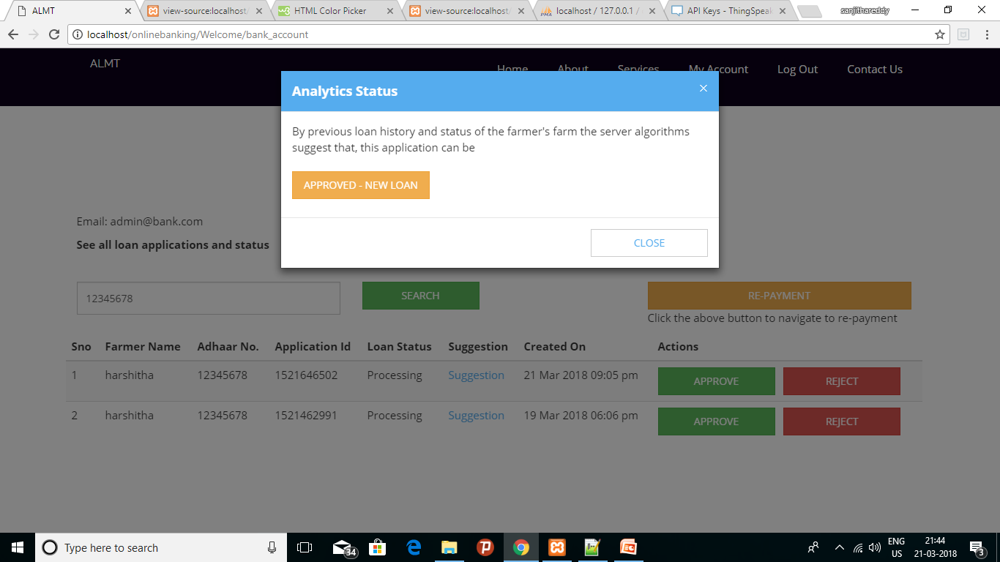 ALMT
view-source:localhost/
HTML Color Picker
view-source:localhost/
localhost / 127.0.0.1 /
API Keys - ThingSpeak
sanjithareddy
localhost/onlinebanking/Welcome/bank_account
ALMT
Home About Services My Account Log Out Contact Us
Analytics Status ×
By previous loan history and status of the farmer's farm the server algorithms
suggest that, this application can be
APPROVED - NEW LOAN
CLOSE
Email: admin@bank.com
See all loan applications and status
12345678 SEARCH RE-PAYMENT
Click the above button to navigate to re-payment
Sno Farmer Name Adhaar No. Application Id Loan Status Suggestion Created On Actions
1 harshitha 12345678 1521646502 Processing Suggestion 21 Mar 2018 09:05 pm APPROVE REJECT
2 harshitha 12345678 1521462991 Processing Suggestion 19 Mar 2018 06:06 pm APPROVE REJECT
Type here to search
34
ENG
US
21:44
21-03-2018
3